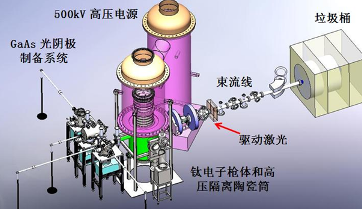 500kV 高压电源
垃圾桶
GaAs 光阴极
制备系统
束流线
驱动激光
钛电子枪体和高
压隔离陶瓷筒